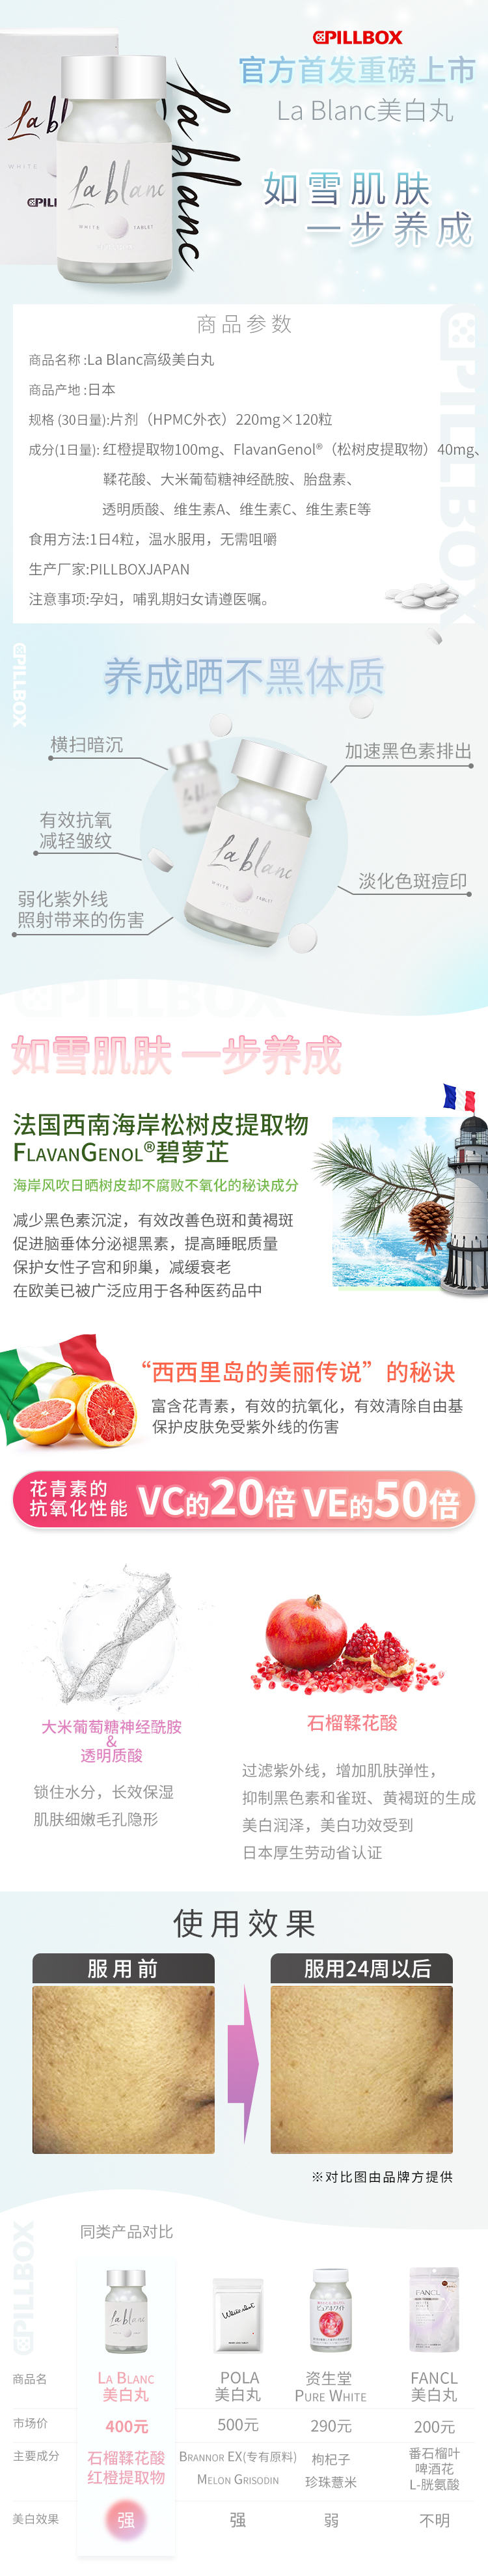 PILLBOX
官方首发重磅上市
La Blanc美白丸
如雪肌肤
一步养成
La blanc
WHITE TABLET
La blanc
商品参数
商品名称 :La Blanc高级美白丸
商品产地 :日本
规格 (30日量):片剂（HPMC外衣）220mg×120粒
成分(1日量): 红橙提取物100mg、FlavanGenol®（松树皮提取物）40mg、
鞣花酸、大米葡萄糖神经酰胺、胎盘素、
透明质酸、维生素A、维生素C、维生素E等
食用方法:1日4粒，温水服用，无需咀嚼
生产厂家:PILLBOXJAPAN
注意事项:孕妇，哺乳期妇女请遵医嘱。
PILLBOX
PILLBOX
养成晒不黑体质
横扫暗沉
加速黑色素排出
有效抗氧
减轻皱纹
淡化色斑痘印
弱化紫外线
照射带来的伤害
La blanc
WHITE TABLET
PILLBOX
如雪肌肤 一步养成
法国西南海岸松树皮提取物
FLAVANGENOL®碧萝芷
海岸风吹日晒树皮却不腐败不氧化的秘诀成分
减少黑色素沉淀，有效改善色斑和黄褐斑
促进脑垂体分泌褪黑素，提高睡眠质量
保护女性子宫和卵巢，减缓衰老
在欧美已被广泛应用于各种医药品中
“西西里岛的美丽传说”的秘诀
富含花青素，有效的抗氧化，有效清除自由基
保护皮肤免受紫外线的伤害
花青素的
抗氧化性能 VC的20倍 VE的50倍
大米葡萄糖神经酰胺
&
透明质酸
锁住水分，长效保湿
肌肤细嫩毛孔隐形
石榴鞣花酸
过滤紫外线，增加肌肤弹性，
抑制黑色素和雀斑、黄褐斑的生成
美白润泽，美白功效受到
日本厚生劳动省认证
使用效果
服用前
服用24周以后
※对比图由品牌方提供
PILLBOX
同类产品对比
La blanc
White shot
ピュアホワイト
FANCL
商品名 LA BLANC 美白丸 POLA 美白丸 资生堂 PURE WHITE FANCL 美白丸
市场价 400元 500元 290元 200元
主要成分 石榴鞣花酸 红橙提取物 BRANNOR EX(专有原料) MELON GRISODIN 枸杞子 珍珠薏米 番石榴叶 啤酒花 L-胱氨酸
美白效果 强 强 弱 不明